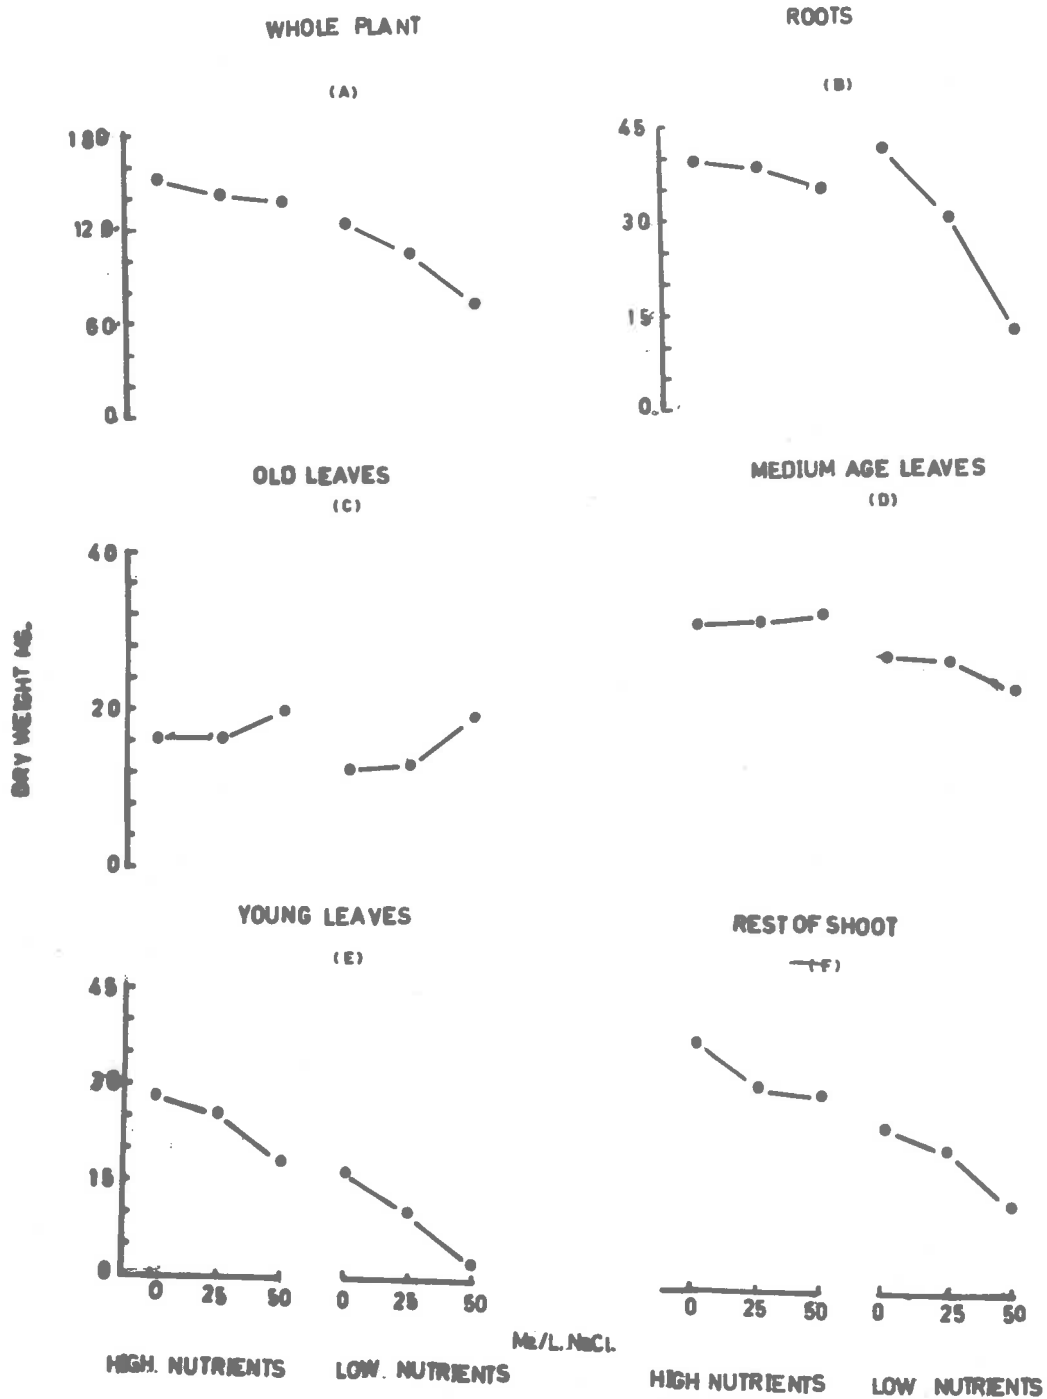 WHOLE PLANT
ROOTS
(A)
(B)
180
120
60
0
45
30
15
0
OLD LEAVES
(C)
MEDIUM AGE LEAVES
(D)
DRY WEIGHT MG.
40
20
0
YOUNG LEAVES
(E)
REST OF SHOOT
(F)
45
30
15
0
0 25 50
0 25 50
0 25 50
0 25 50
Me/L.NaCl.
HIGH. NUTRIENTS
LOW. NUTRIENTS
HIGH NUTRIENTS
LOW NUTRIENTS